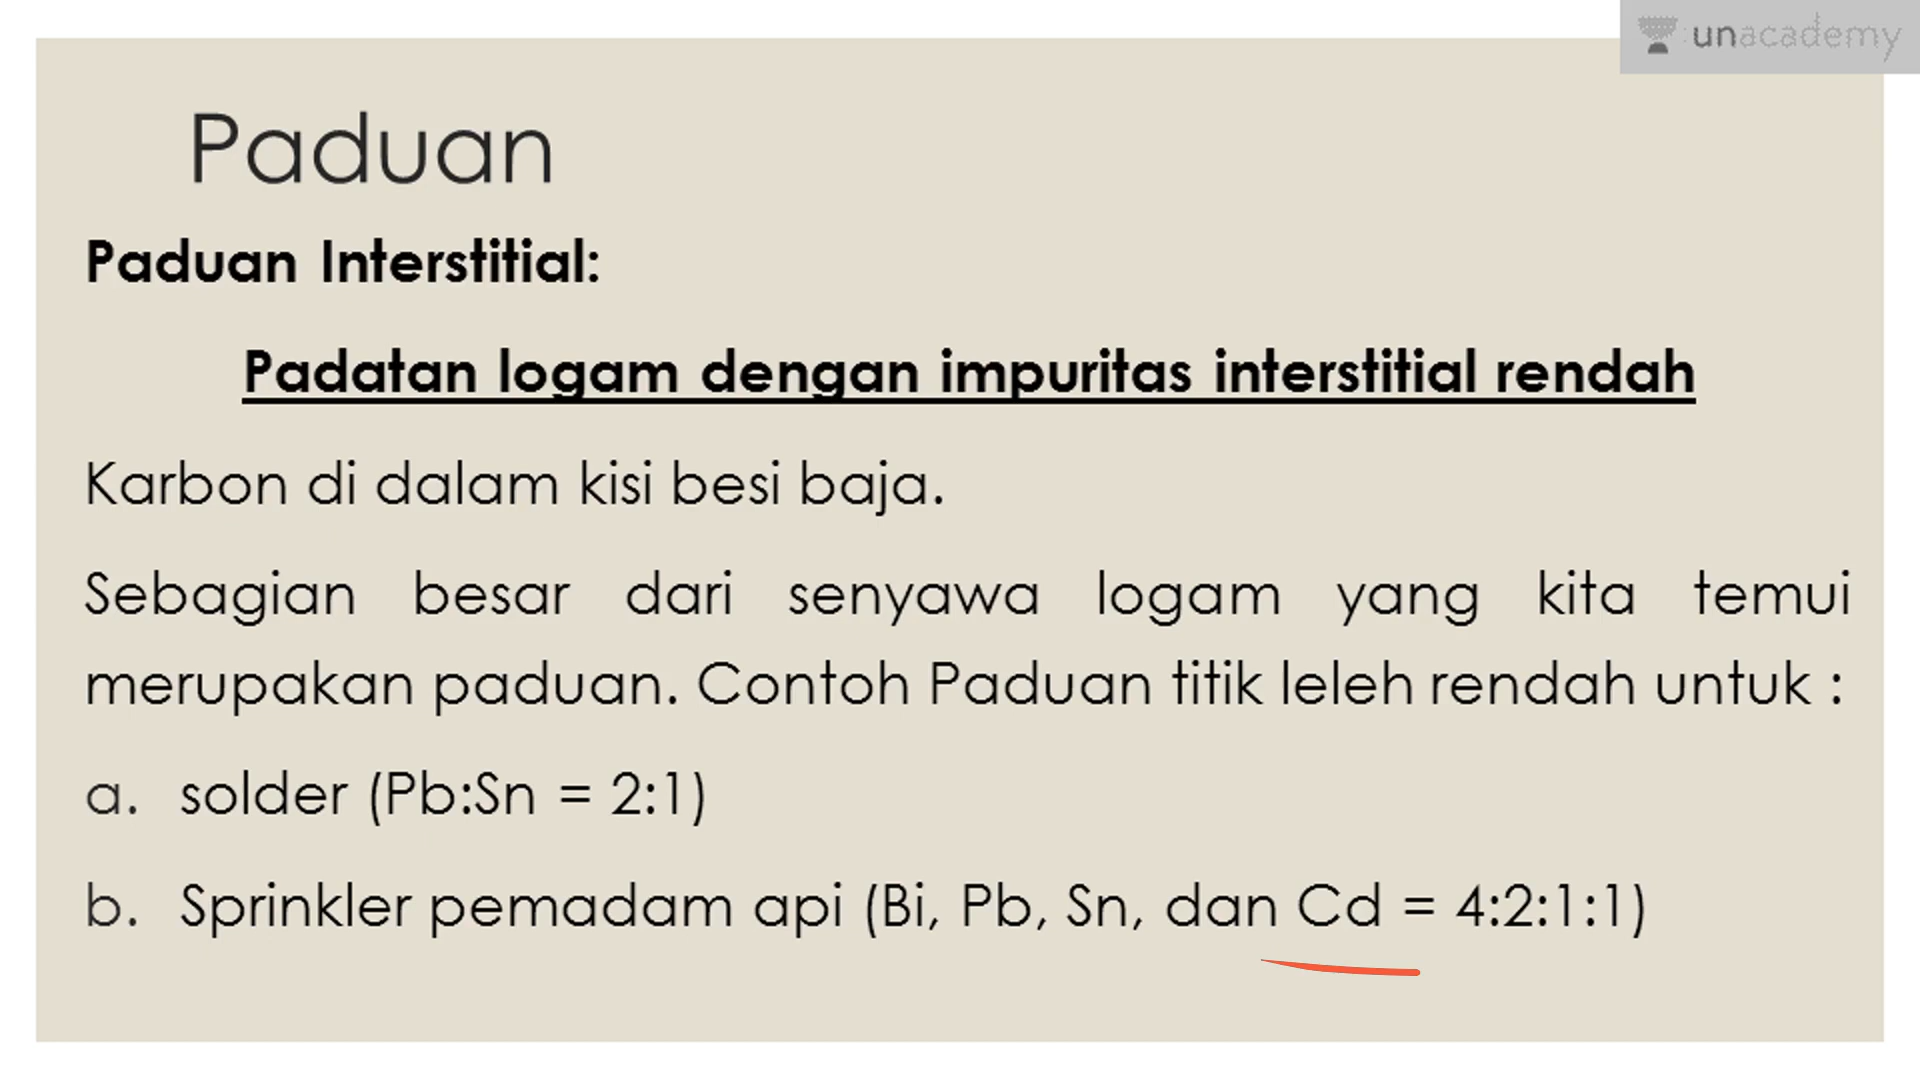 unacademy
Paduan
Paduan Interstitial:
Padatan logam dengan impuritas interstitial rendah
Karbon di dalam kisi besi baja.
Sebagian besar dari senyawa logam yang kita temui
merupakan paduan. Contoh Paduan titik leleh rendah untuk :
a. solder (Pb:Sn = 2:1)
b. Sprinkler pemadam api (Bi, Pb, Sn, dan Cd = 4:2:1:1)